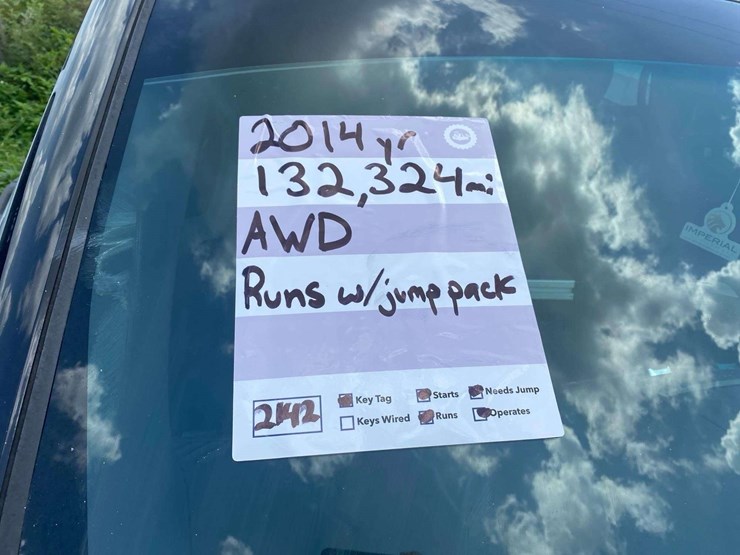 2014 yr
132,324 mi
AWD
Runs w/jump pack
2142
Key Tag
Starts
Needs Jump
Keys Wired
Runs
Operates
IMPERIAL